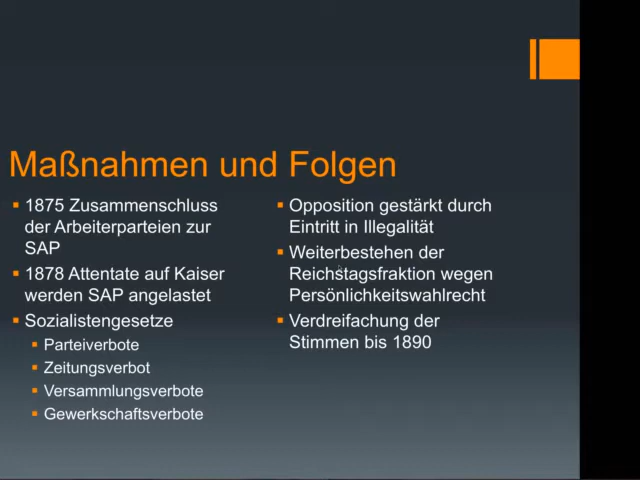 Maßnahmen und Folgen
1875 Zusammenschluss
der Arbeiterparteien zur
SAP
1878 Attentate auf Kaiser
werden SAP angelastet
Sozialistengesetze
Parteiverbote
Zeitungsverbot
Versammlungsverbote
Gewerkschaftsverbote
Opposition gestärkt durch
Eintritt in Illegalität
Weiterbestehen der
Reichstagsfraktion wegen
Persönlichkeitswahlrecht
Verdreifachung der
Stimmen bis 1890